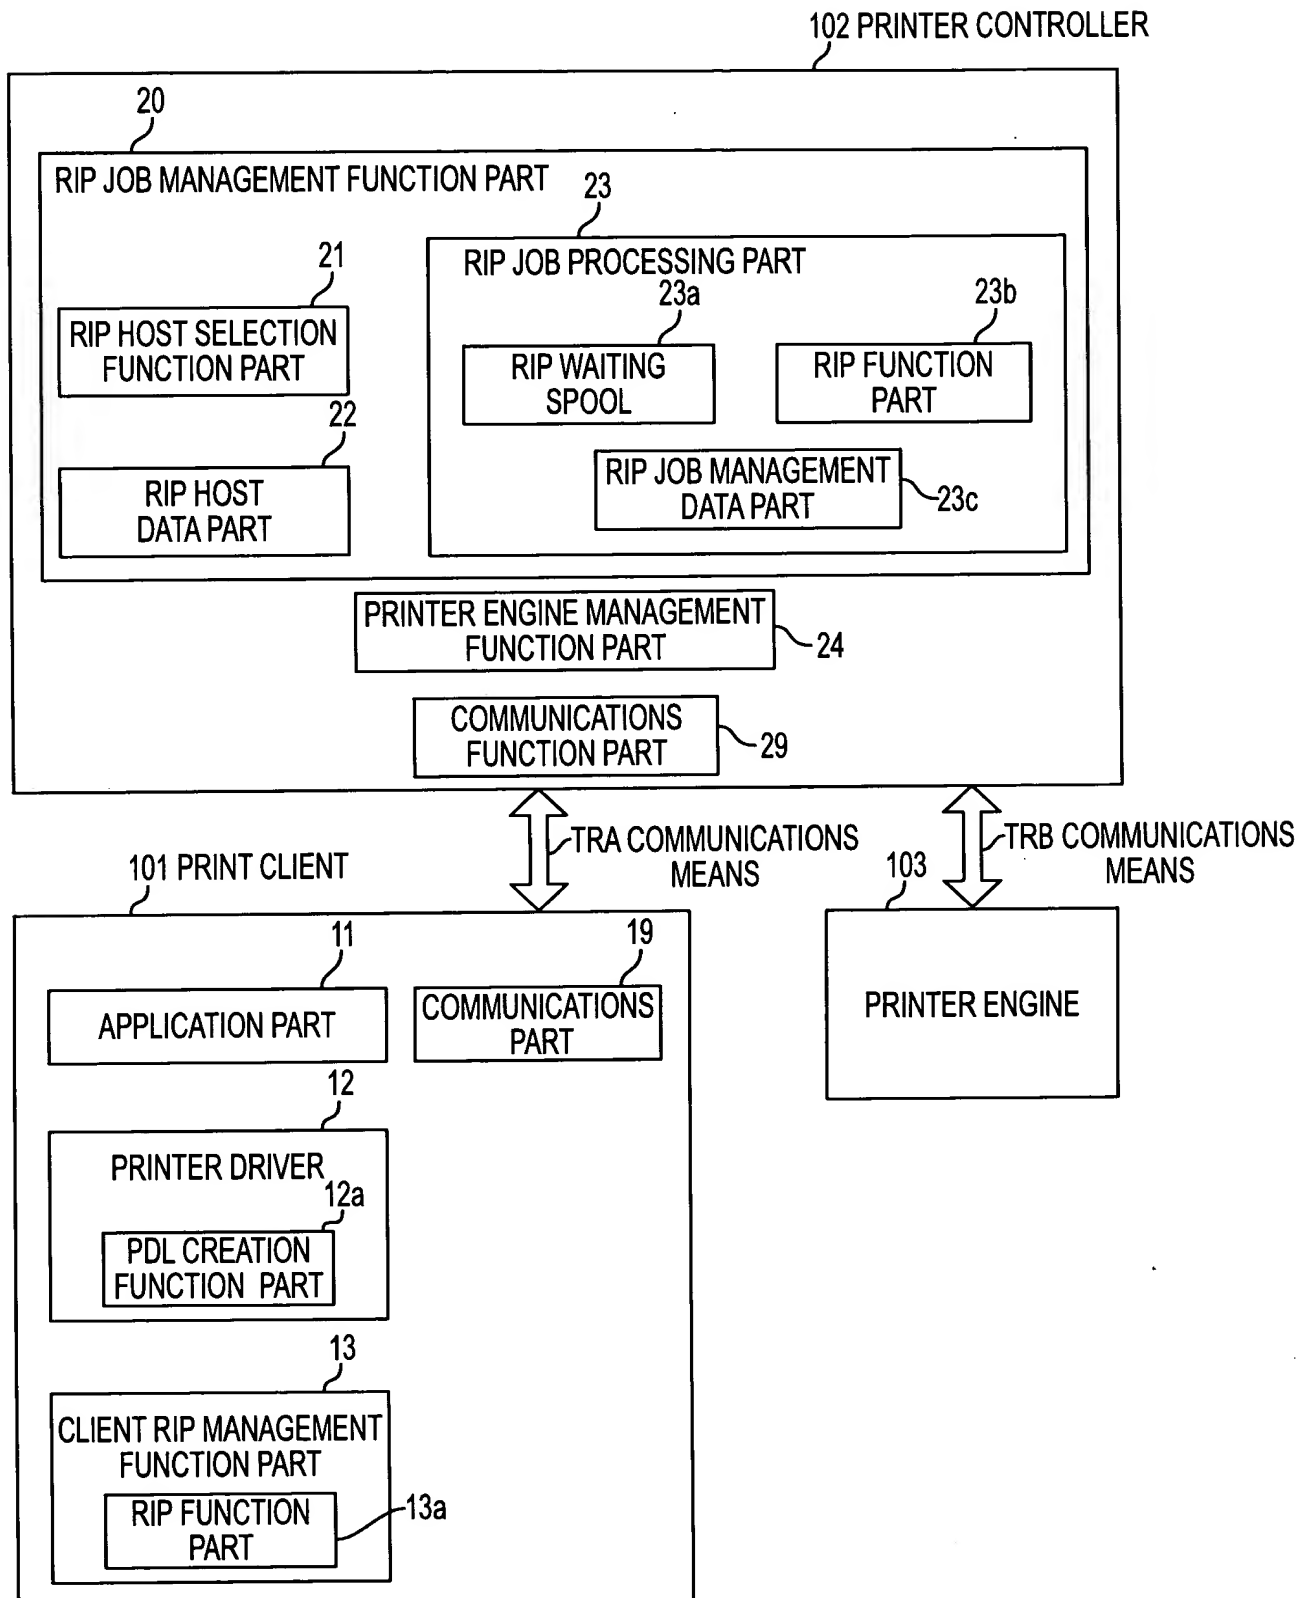 102 PRINTER CONTROLLER
20
RIP JOB MANAGEMENT FUNCTION PART
23
RIP JOB PROCESSING PART
21
RIP HOST SELECTION
FUNCTION PART
23a
RIP WAITING
SPOOL
23b
RIP FUNCTION
PART
22
RIP HOST
DATA PART
RIP JOB MANAGEMENT
DATA PART
23c
PRINTER ENGINE MANAGEMENT
FUNCTION PART
24
COMMUNICATIONS
FUNCTION PART
29
TRA COMMUNICATIONS
MEANS
TRB COMMUNICATIONS
MEANS
101 PRINT CLIENT
103
11
APPLICATION PART
19
COMMUNICATIONS
PART
PRINTER ENGINE
12
PRINTER DRIVER
12a
PDL CREATION
FUNCTION PART
13
CLIENT RIP MANAGEMENT
FUNCTION PART
RIP FUNCTION
PART
13a